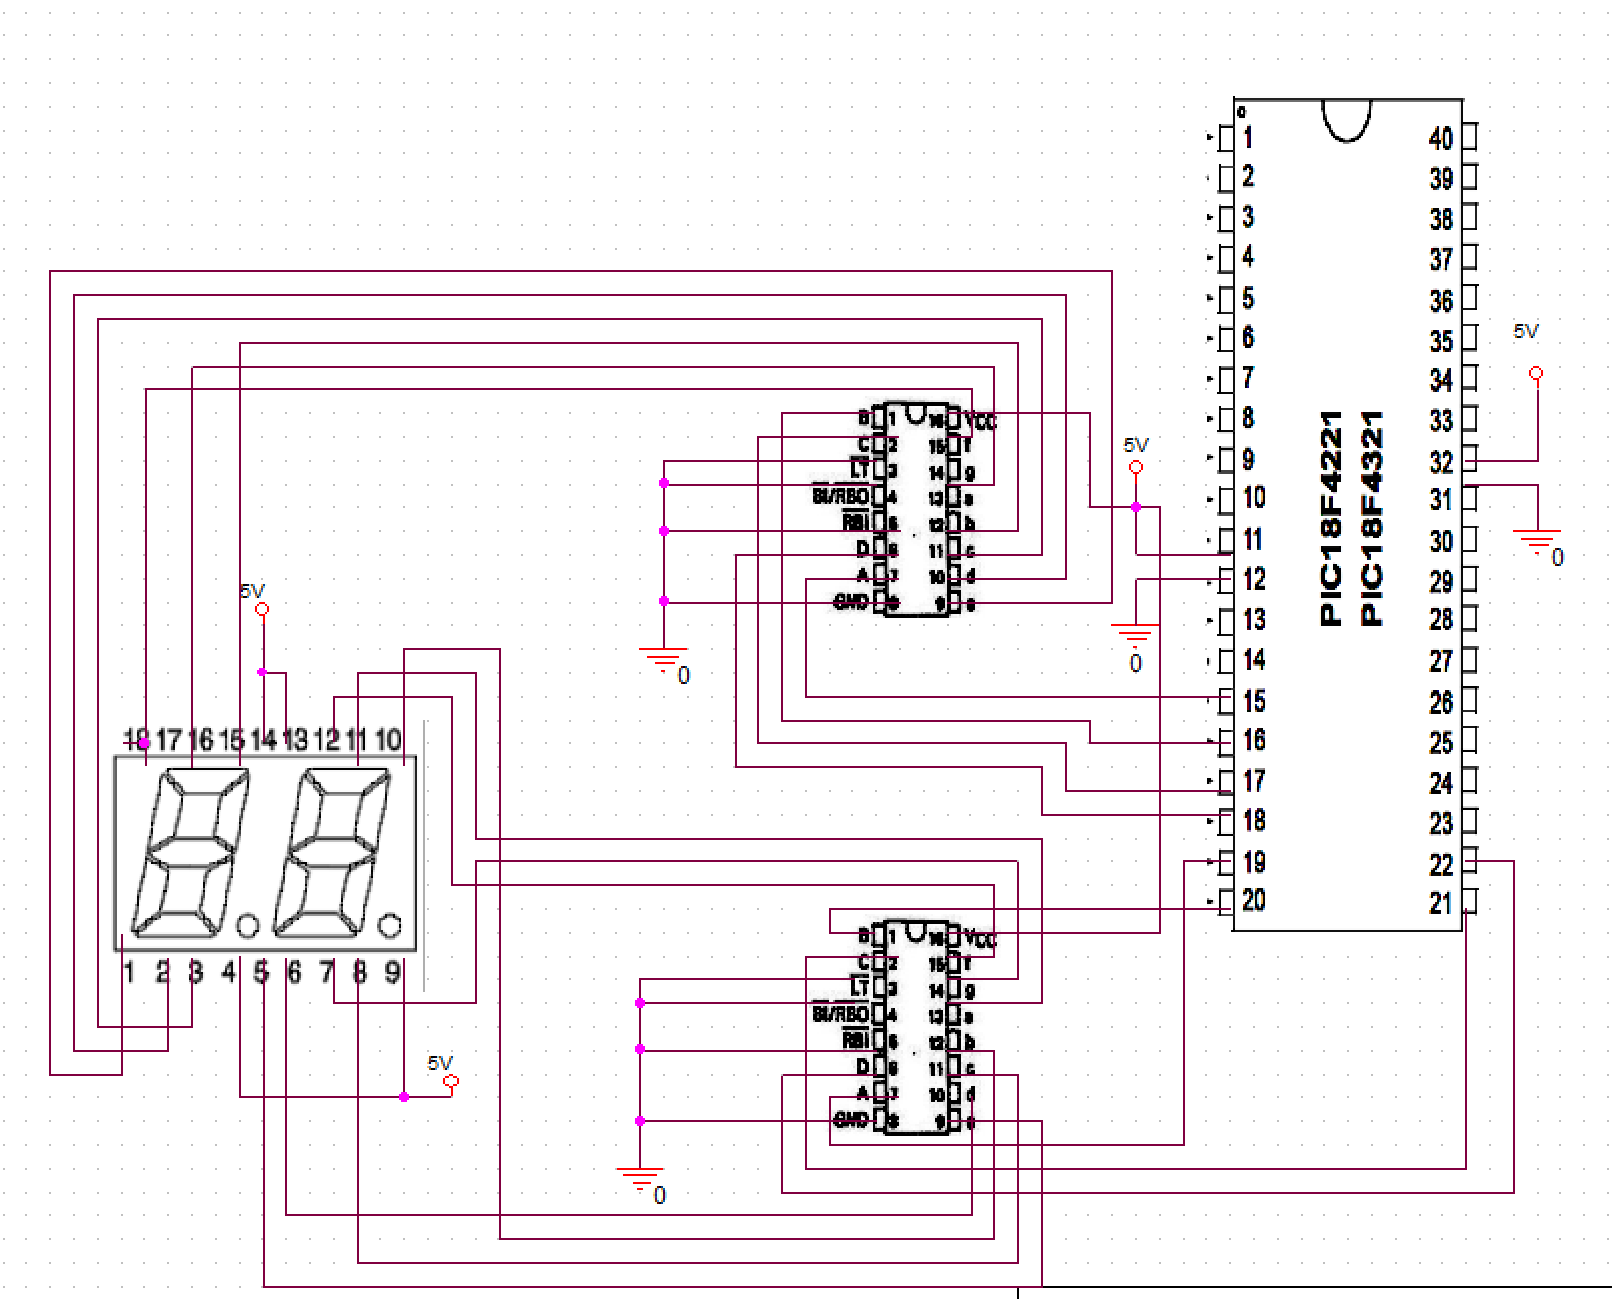 1 40
2 39
3 38
4 37
5 36
6 35
7 34
8 33
9 32
10 31
11 30
12 29
13 28
14 27
15 26
16 25
17 24
18 23
19 22
20 21
PIC18F4221
PIC18F4321
5V
0
5V
0
B 1 16 VCC
C 2 15 f
LT 3 14 g
BI/RBO 4 13 a
RBI 5 12 b
D 6 11 c
A 7 10 d
GND 8 9 e
0
5V
18 17 16 15 14 13 12 11 10
1 2 3 4 5 6 7 8 9
5V
B 1 16 VCC
C 2 15 f
LT 3 14 g
BI/RBO 4 13 a
RBI 5 12 b
D 6 11 c
A 7 10 d
GND 8 9 e
0